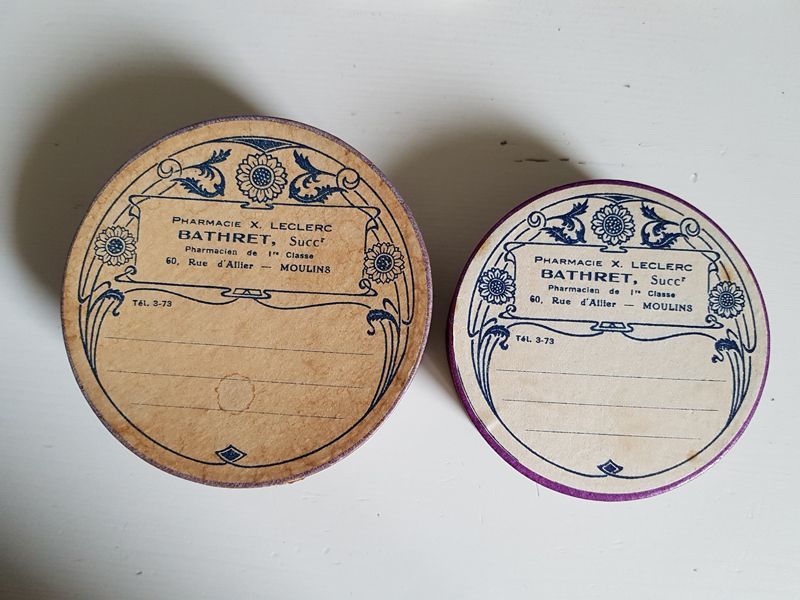 PHARMACIE X. LECLERC
BATHRET, Succr
Pharmacien de 1re Classe
60, Rue d'Allier — MOULINS
Tél. 3-73
PHARMACIE X. LECLERC
BATHRET, Succr
Pharmacien de 1re Classe
60, Rue d'Allier — MOULINS
Tél. 3-73